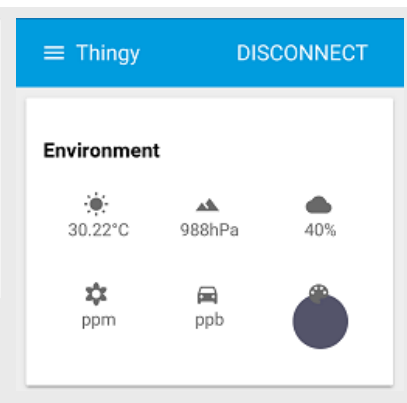 Thingy DISCONNECT
Environment
30.22°C 988hPa 40%
ppm ppb